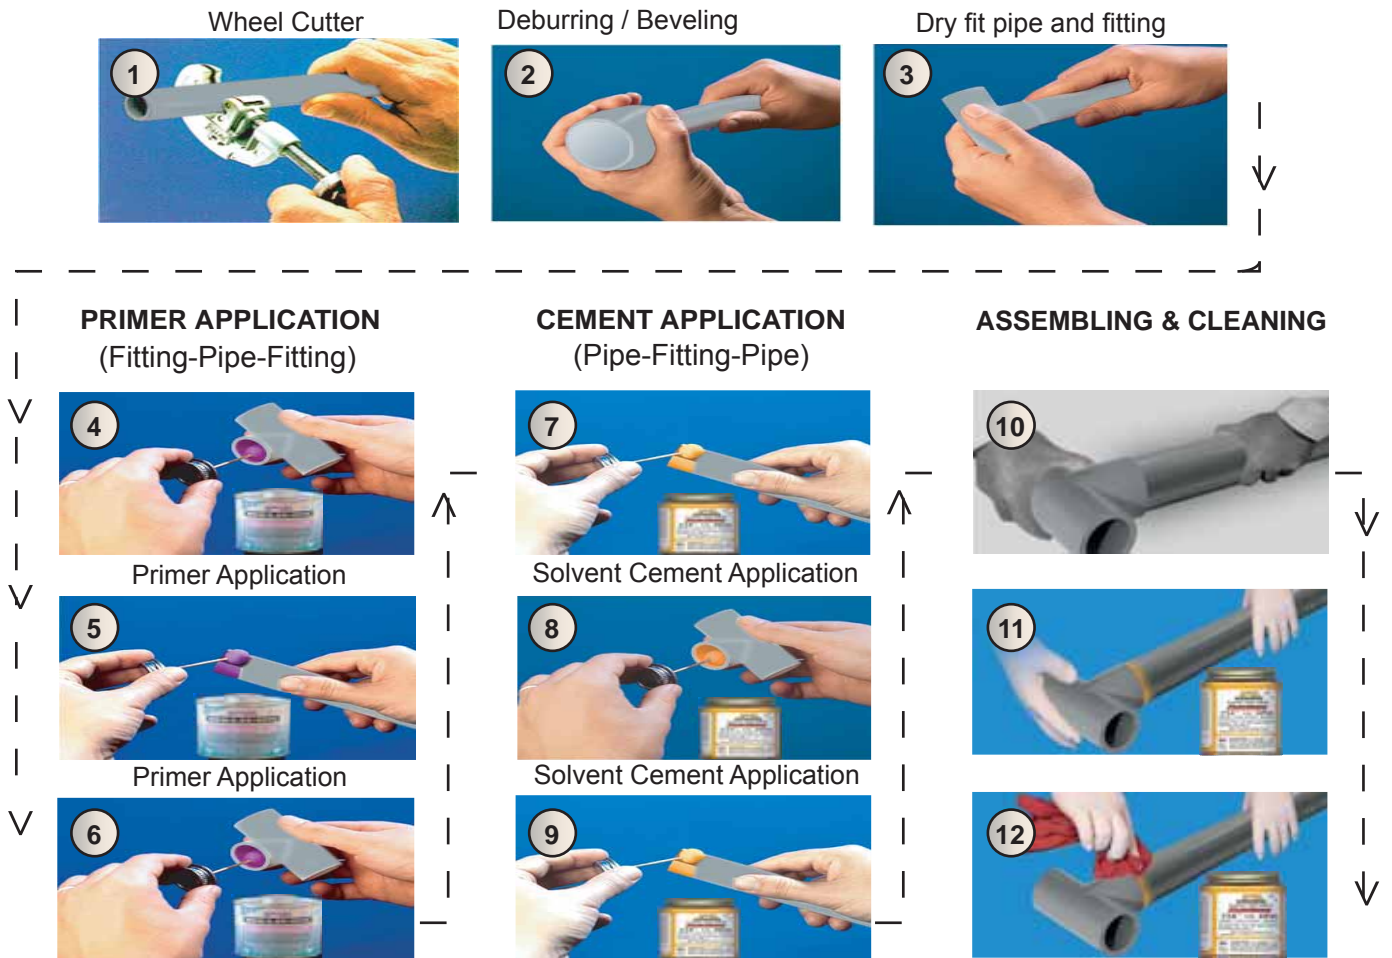 Wheel Cutter
Deburring / Beveling
Dry fit pipe and fitting
1
2
3
PRIMER APPLICATION
(Fitting-Pipe-Fitting)
4
Primer Application
5
Primer Application
6
CEMENT APPLICATION
(Pipe-Fitting-Pipe)
7
Solvent Cement Application
8
Solvent Cement Application
9
ASSEMBLING & CLEANING
10
11
12